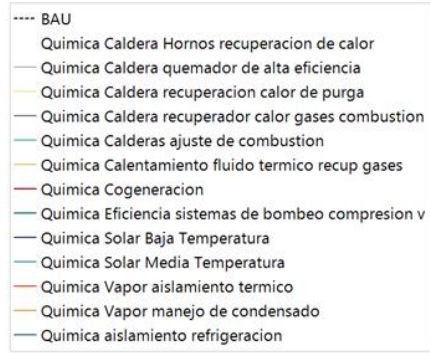 BAU
Quimica Caldera Hornos recuperacion de calor
Quimica Caldera quemador de alta eficiencia
Quimica Caldera recuperacion calor de purga
Quimica Caldera recuperador calor gases combustion
Quimica Calderas ajuste de combustion
Quimica Calentamiento fluido termico recup gases
Quimica Cogeneracion
Quimica Eficiencia sistemas de bombeo compresion v
Quimica Solar Baja Temperatura
Quimica Solar Media Temperatura
Quimica Vapor aislamiento termico
Quimica Vapor manejo de condensado
Quimica aislamiento refrigeracion